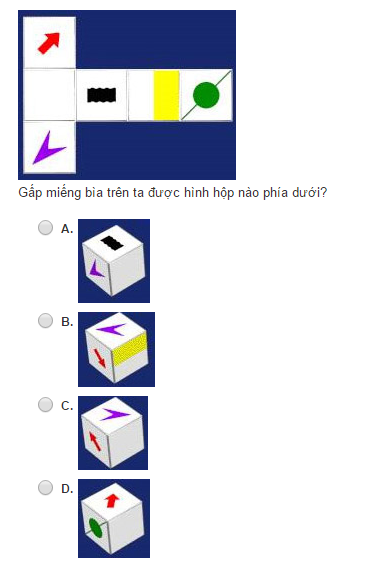 Gấp miếng bìa trên ta được hình hộp nào phía dưới?
A.
B.
C.
D.